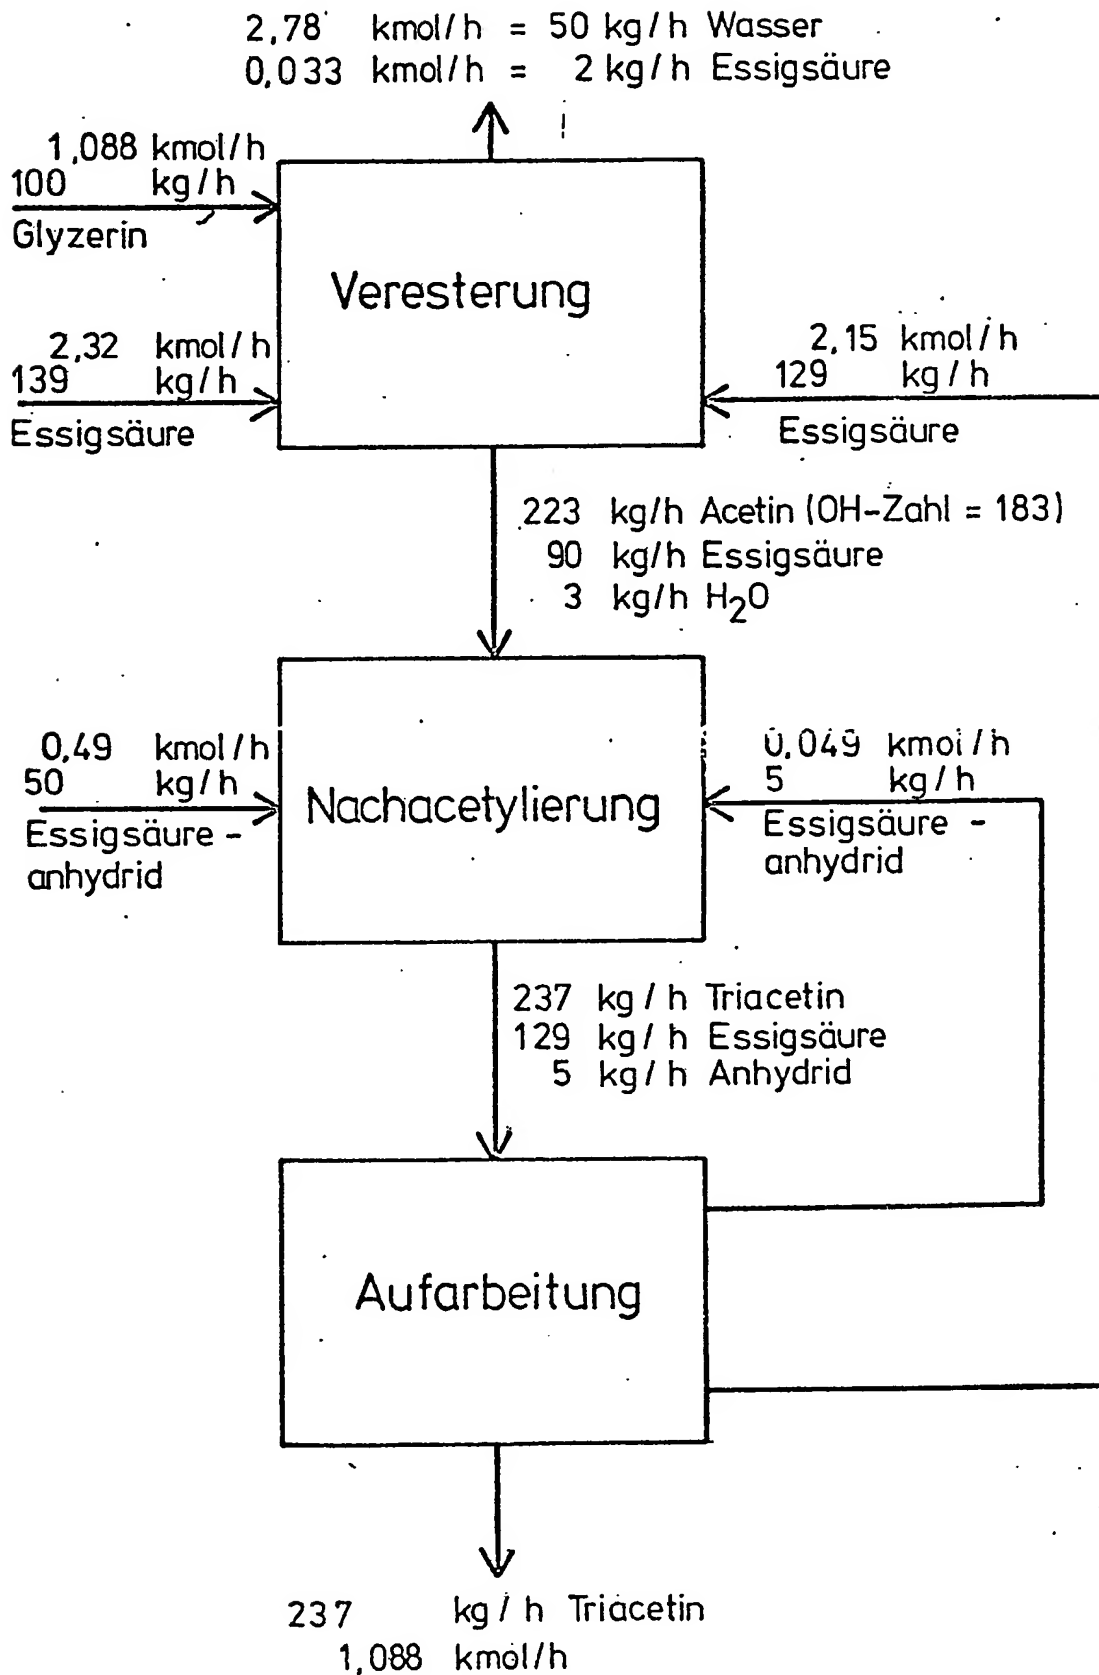 2,78 kmol/h = 50 kg/h Wasser
0,033 kmol/h = 2 kg/h Essigsäure
1,088 kmol/h
100 kg/h
Glyzerin
Veresterung
2,32 kmol/h
139 kg/h
Essigsäure
2,15 kmol/h
129 kg/h
Essigsäure
223 kg/h Acetin (OH-Zahl = 183)
90 kg/h Essigsäure
3 kg/h H₂O
0,49 kmol/h
50 kg/h
Essigsäure-
anhydrid
Nachacetylierung
0,049 kmol/h
5 kg/h
Essigsäure-
anhydrid
237 kg/h Triacetin
129 kg/h Essigsäure
5 kg/h Anhydrid
Aufarbeitung
237 kg/h Triacetin
1,088 kmol/h